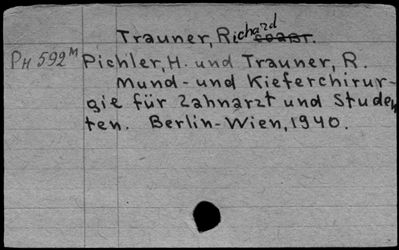 Trauner, Richard
PH 592M Pichler, H. und Trauner, R.
Mund- und Kieferchirur-
gie für Zahnarzt und Studen
ten. Berlin-Wien, 1940.